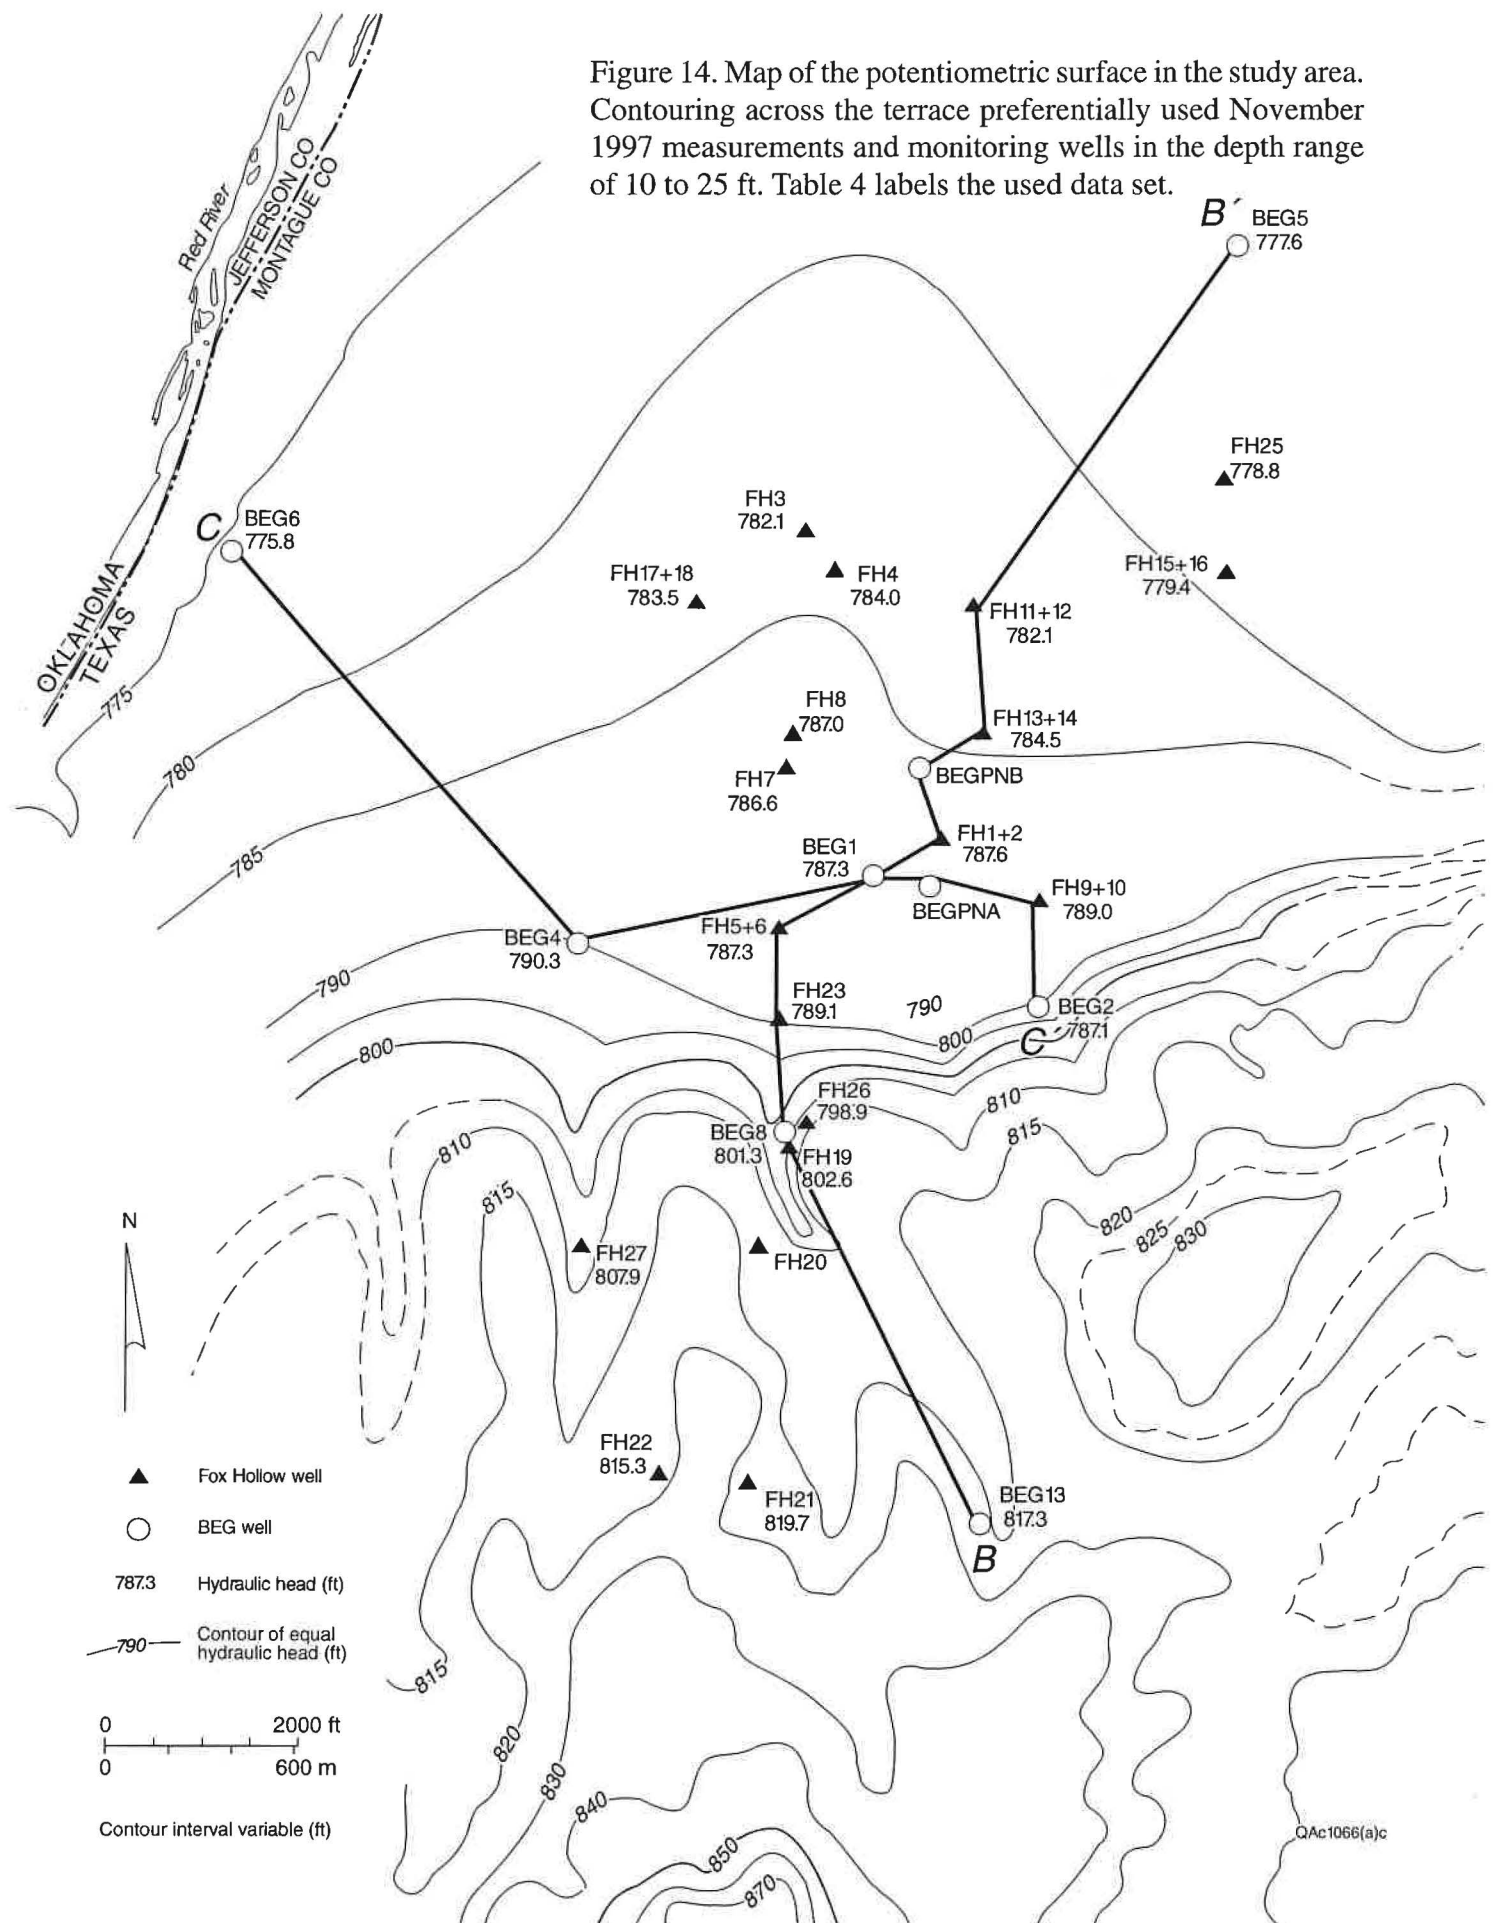 Figure 14. Map of the potentiometric surface in the study area.
Contouring across the terrace preferentially used November
1997 measurements and monitoring wells in the depth range
of 10 to 25 ft. Table 4 labels the used data set.
Red River
JEFFERSON CO
MONTAGUE CO
B´
BEG5
777.6
FH25
778.8
FH3
782.1
C
BEG6
775.8
FH17+18
783.5
FH4
784.0
FH15+16
779.4
FH11+12
782.1
OKLAHOMA
TEXAS
775
FH8
787.0
FH13+14
784.5
780
FH7
786.6
BEGPNB
785
BEG1
787.3
FH1+2
787.6
BEGPNA
FH9+10
789.0
BEG4
790.3
FH5+6
787.3
790
FH23
789.1
790
BEG2
787.1
800
800
C´
FH26
798.9
810
810
815
BEG8
801.3
FH19
802.6
815
820
825
830
N
FH27
807.9
FH20
FH22
815.3
FH21
819.7
BEG13
817.3
B
Fox Hollow well
BEG well
787.3 Hydraulic head (ft)
790 Contour of equal
hydraulic head (ft)
815
820
830
840
850
870
0 2000 ft
0 600 m
Contour interval variable (ft)
QAc1066(a)c